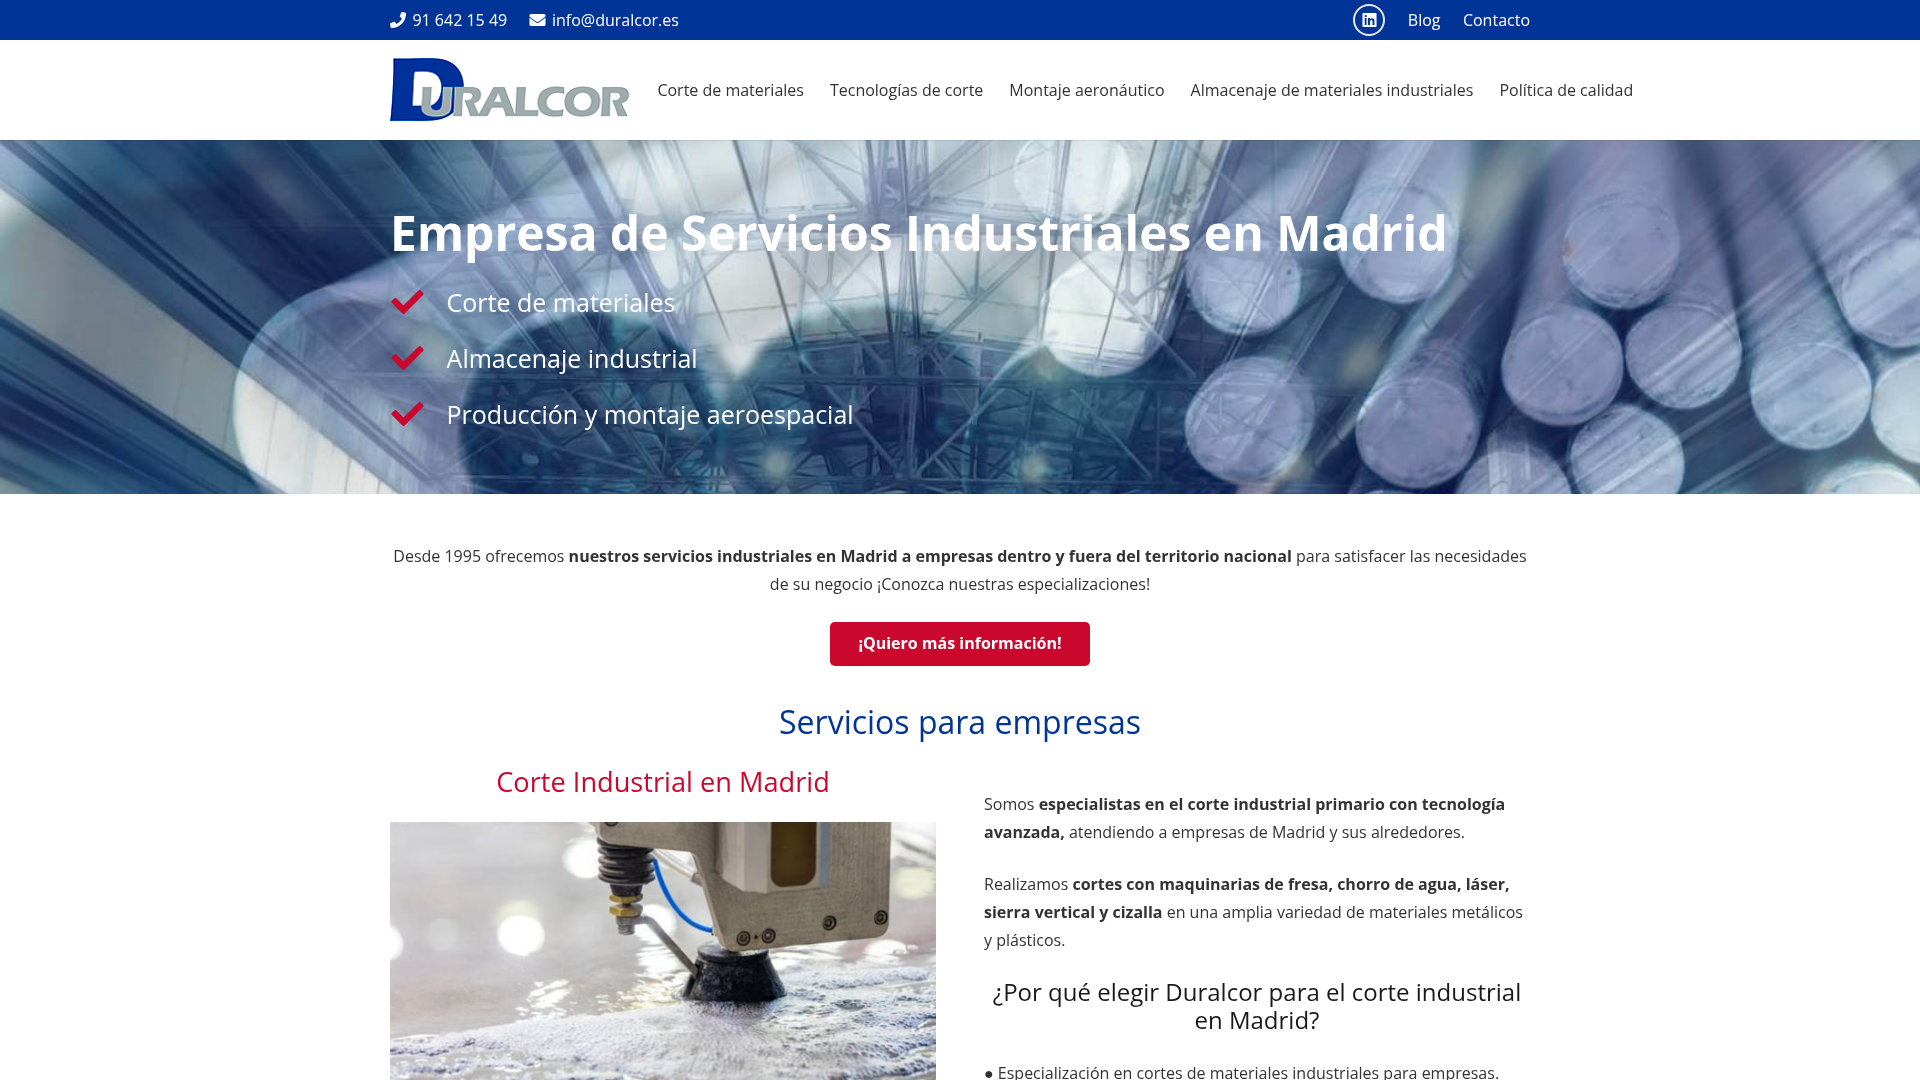 91 642 15 49
info@duralcor.es
Blog
Contacto
DURALCOR
Corte de materiales
Tecnologías de corte
Montaje aeronáutico
Almacenaje de materiales industriales
Política de calidad
Empresa de Servicios Industriales en Madrid
Corte de materiales
Almacenaje industrial
Producción y montaje aeroespacial
Desde 1995 ofrecemos nuestros servicios industriales en Madrid a empresas dentro y fuera del territorio nacional para satisfacer las necesidades
de su negocio ¡Conozca nuestras especializaciones!
¡Quiero más información!
Servicios para empresas
Corte Industrial en Madrid
Somos especialistas en el corte industrial primario con tecnología
avanzada, atendiendo a empresas de Madrid y sus alrededores.
Realizamos cortes con maquinarias de fresa, chorro de agua, láser,
sierra vertical y cizalla en una amplia variedad de materiales metálicos
y plásticos.
¿Por qué elegir Duralcor para el corte industrial
en Madrid?
● Especialización en cortes de materiales industriales para empresas.